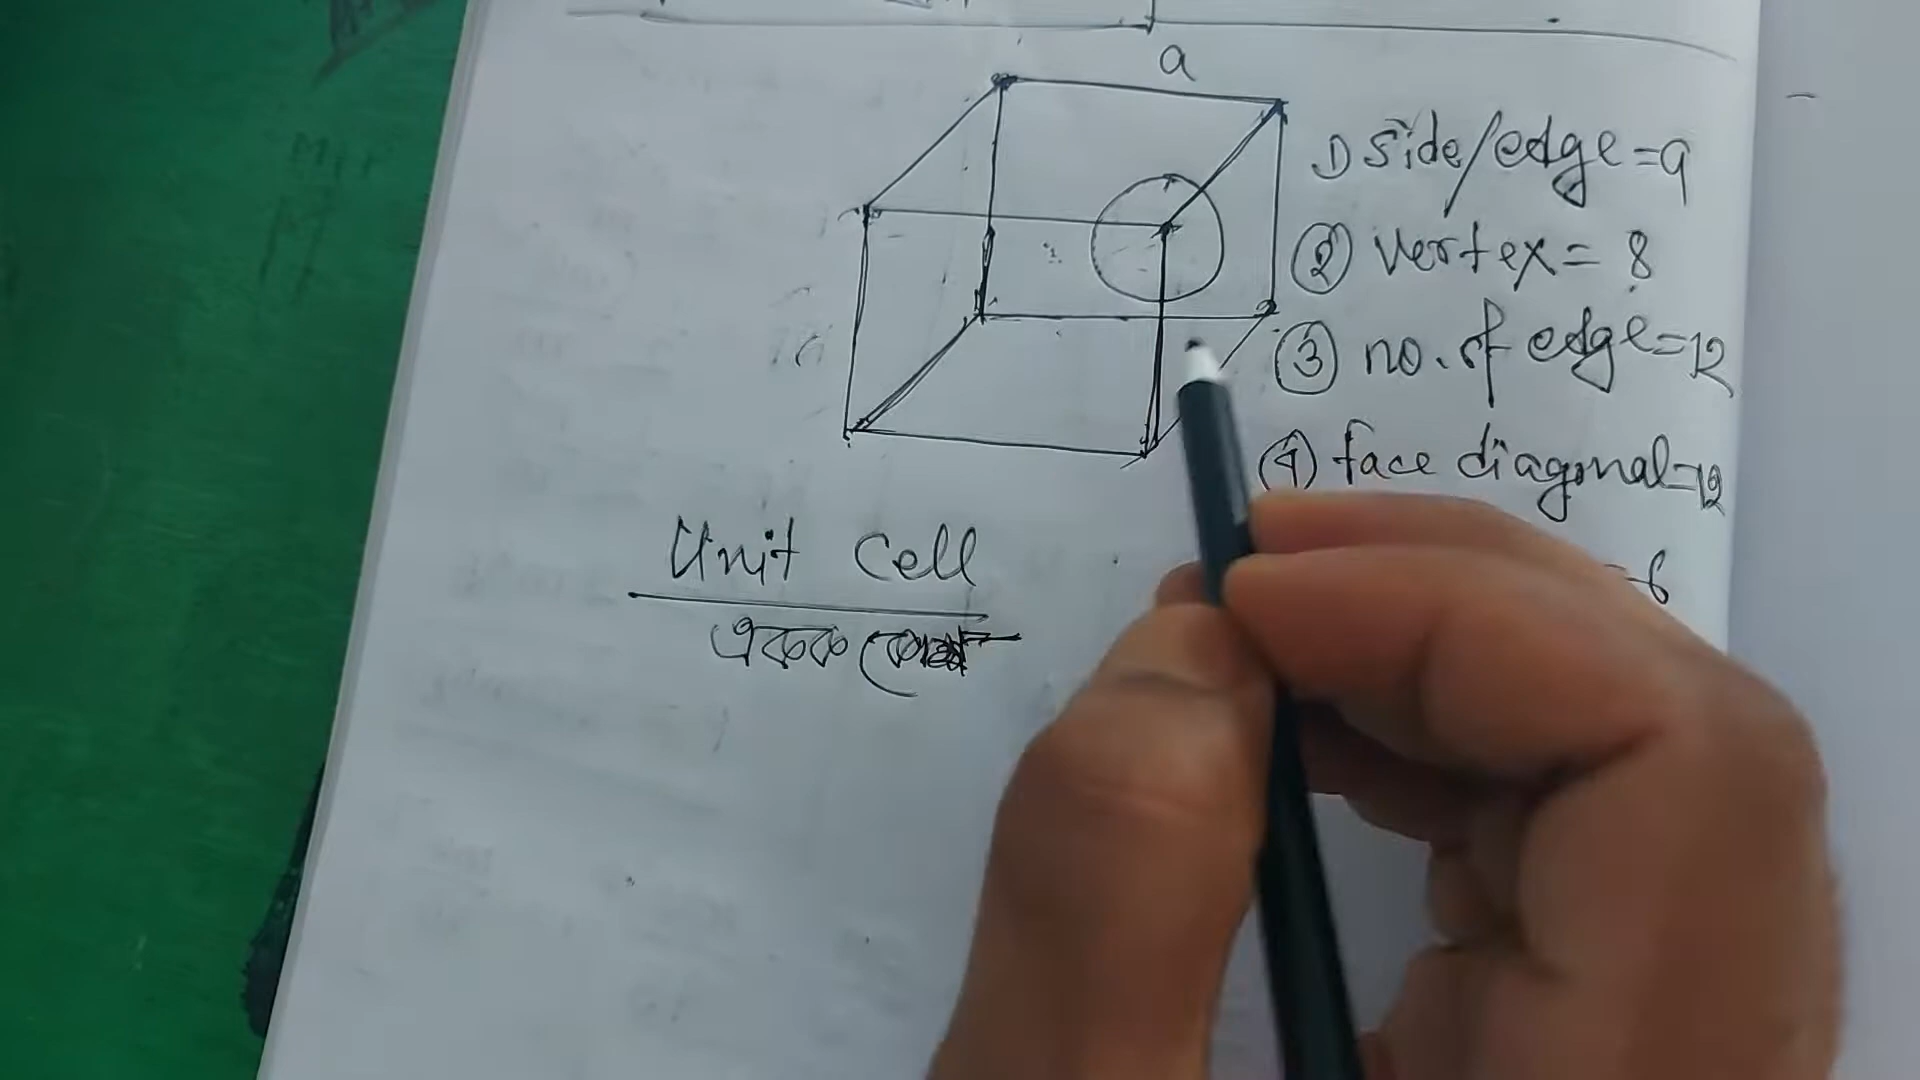 a
1) Side/edge = a
② vertex = 8
③ no. of edge = 12
④ face diagonal = 12
= 6
Unit Cell
একক